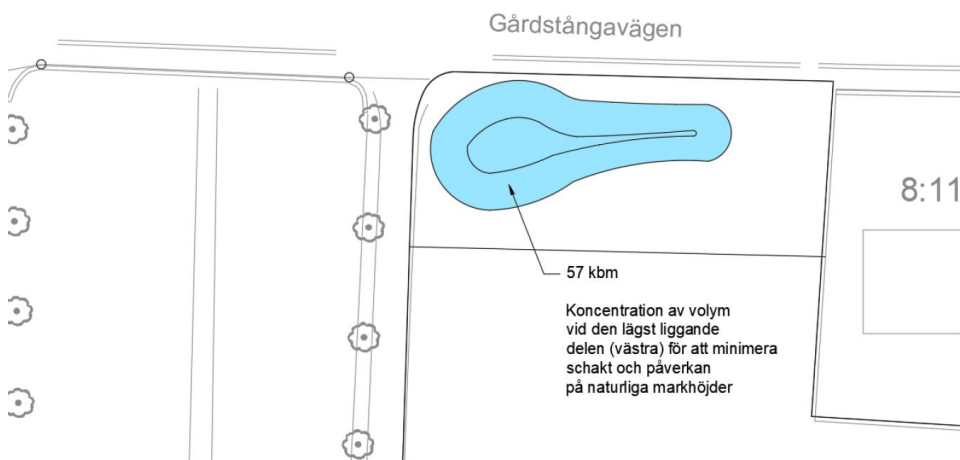 Gårdstångavägen
8:11
57 kbm
Koncentration av volym
vid den lägst liggande
delen (västra) för att minimera
schakt och påverkan
på naturliga markhöjder